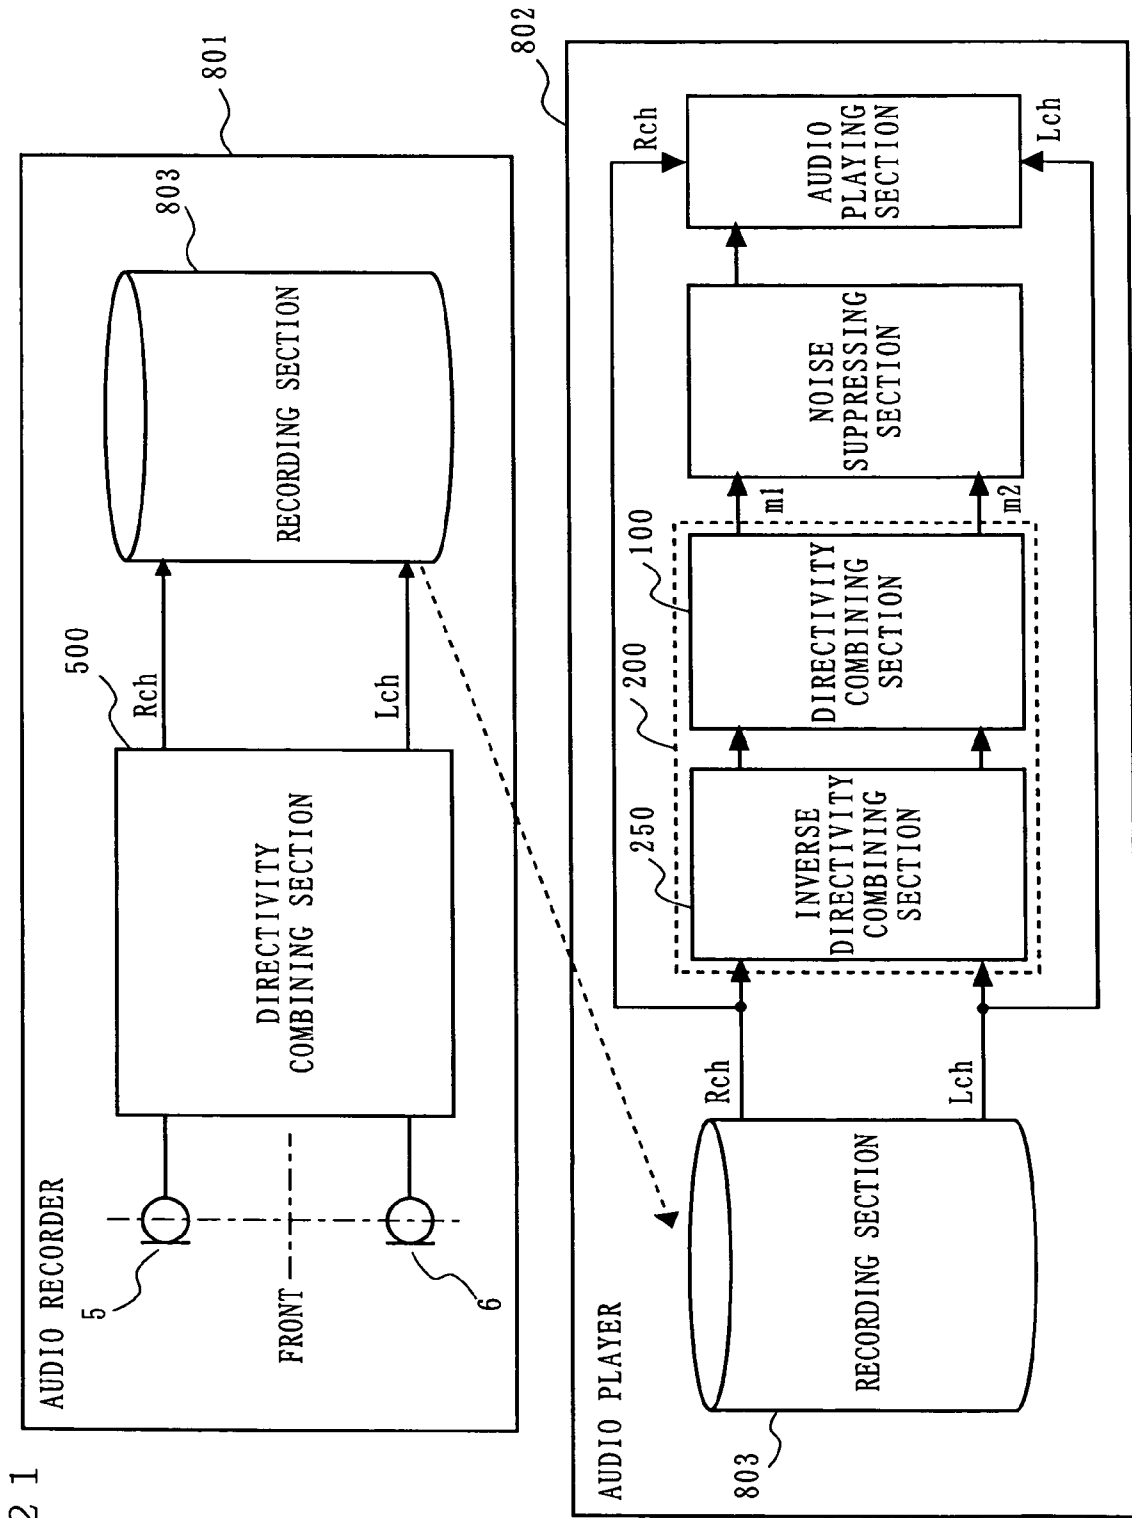 2 1
AUDIO RECORDER
801
5
6
FRONT
500
DIRECTIVITY
COMBINING SECTION
Rch
Lch
803
RECORDING SECTION
AUDIO PLAYER
802
803
RECORDING SECTION
Rch
Lch
200
250
INVERSE
DIRECTIVITY
COMBINING
SECTION
100
DIRECTIVITY
COMBINING
SECTION
m1
m2
NOISE
SUPPRESSING
SECTION
Rch
AUDIO
PLAYING
SECTION
Lch